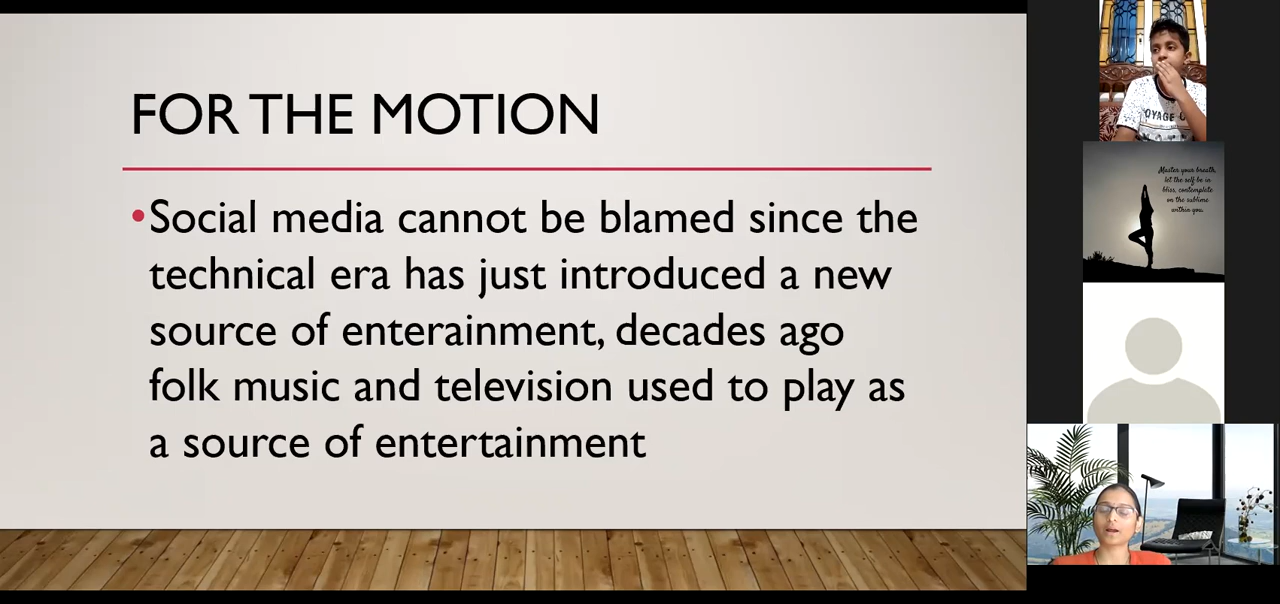 FOR THE MOTION
•Social media cannot be blamed since the
technical era has just introduced a new
source of enterainment, decades ago
folk music and television used to play as
a source of entertainment
OYAGE
Master your breath,
let the self be in
bliss, contemplate
on the sublime
within you.